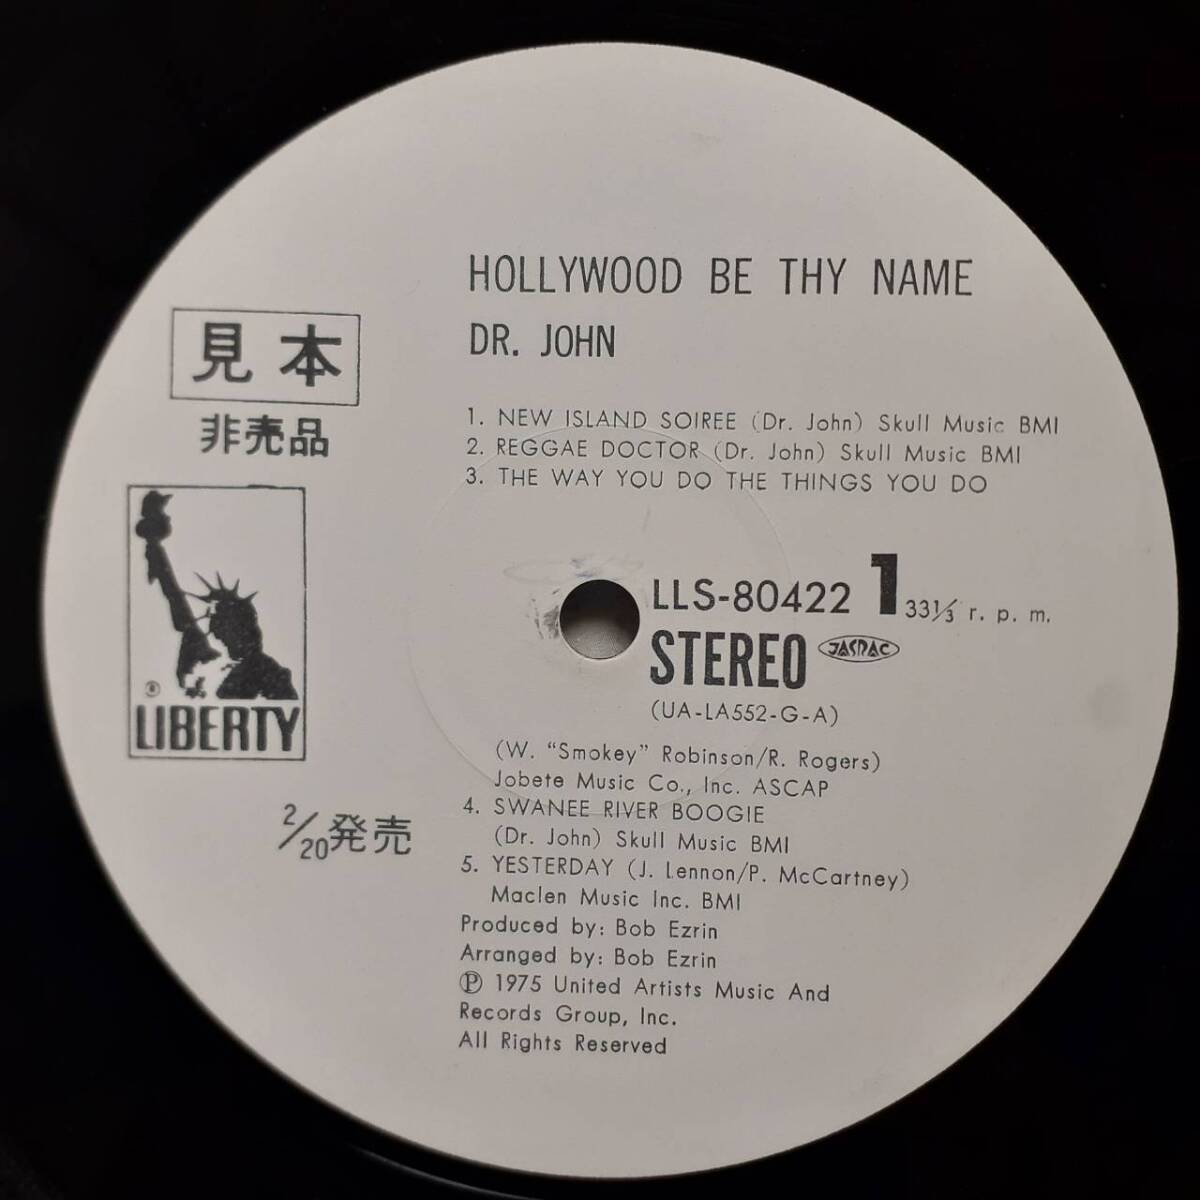 HOLLYWOOD BE THY NAME
DR. JOHN
見本
非売品
1. NEW ISLAND SOIREE (Dr. John) Skull Music BMI
2. REGGAE DOCTOR (Dr. John) Skull Music BMI
3. THE WAY YOU DO THE THINGS YOU DO
LLS-80422 1 33⅓ r. p. m.
STEREO JASRAC
(UA-LA552-G-A)
® LIBERTY
(W. “Smokey” Robinson/R. Rogers)
Jobete Music Co., Inc. ASCAP
4. SWANEE RIVER BOOGIE
(Dr. John) Skull Music BMI
2/20発売
5. YESTERDAY (J. Lennon/P. McCartney)
Maclen Music Inc. BMI
Produced by: Bob Ezrin
Arranged by: Bob Ezrin
Ⓟ 1975 United Artists Music And
Records Group, Inc.
All Rights Reserved